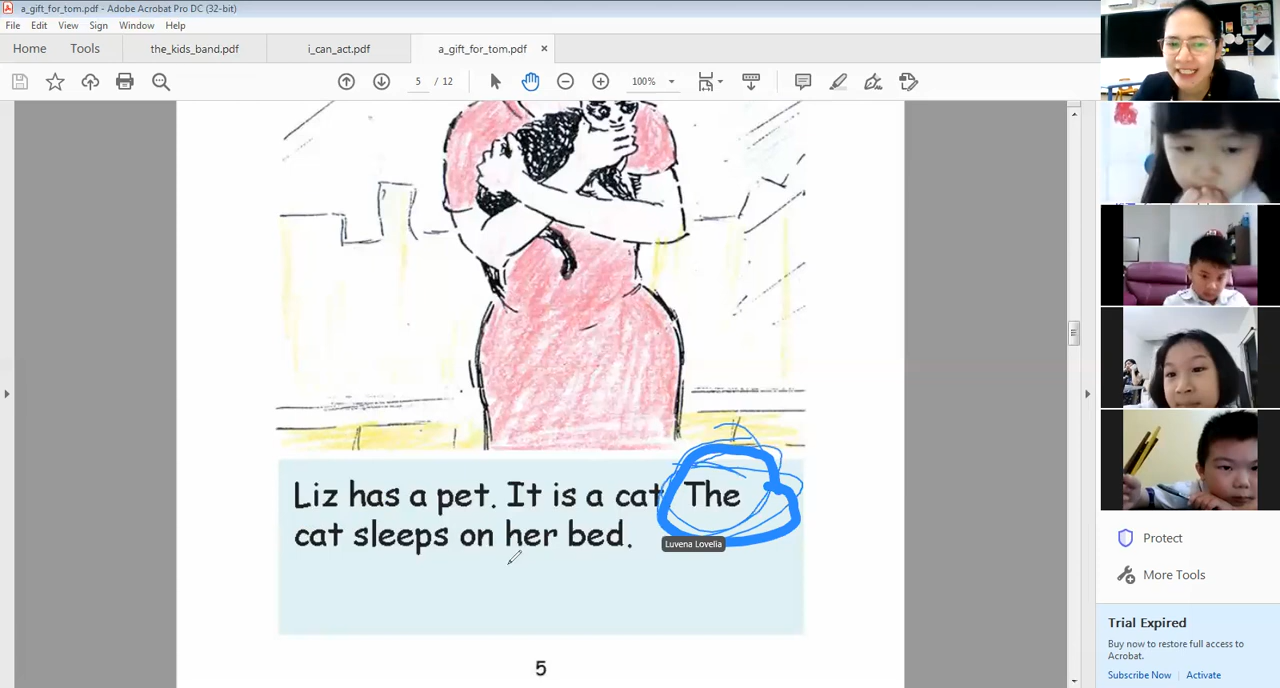 a_gift_for_tom.pdf - Adobe Acrobat Pro DC (32-bit)
File Edit View Sign Window Help
Home Tools the_kids_band.pdf i_can_act.pdf a_gift_for_tom.pdf ×
5 / 12 100%
Liz has a pet. It is a cat The
cat sleeps on her bed.
Luvena Lovelia
5
Protect
More Tools
Trial Expired
Buy now to restore full access to
Acrobat.
Subscribe Now Activate